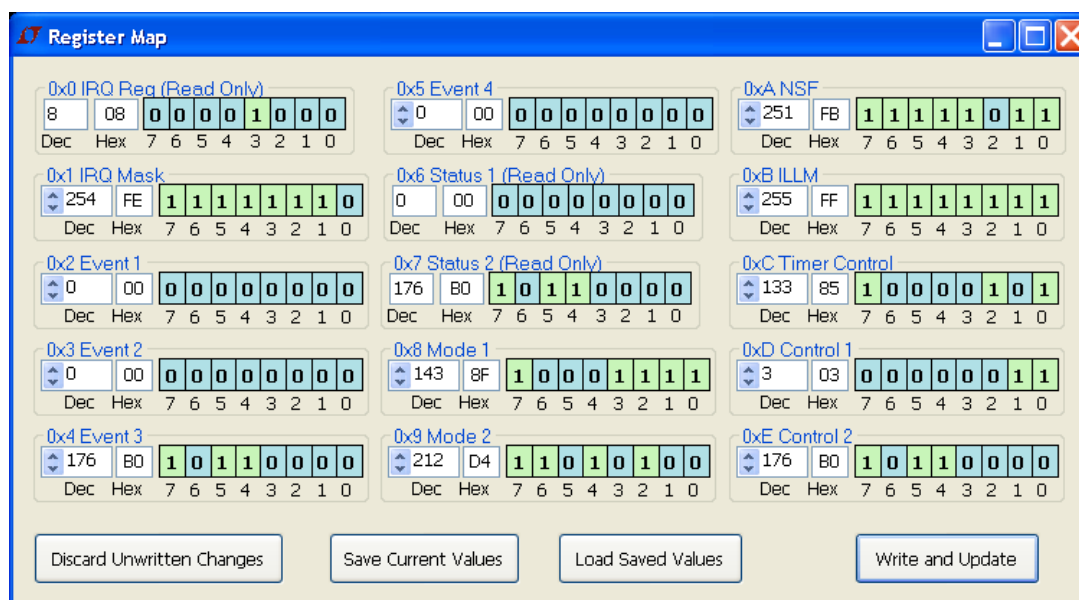 Register Map
0x0 IRQ Reg (Read Only)
8 08 0 0 0 0 1 0 0 0
Dec Hex 7 6 5 4 3 2 1 0
0x5 Event 4
0 00 0 0 0 0 0 0 0 0
Dec Hex 7 6 5 4 3 2 1 0
0xA NSF
251 FB 1 1 1 1 1 0 1 1
Dec Hex 7 6 5 4 3 2 1 0
0x1 IRQ Mask
254 FE 1 1 1 1 1 1 1 0
Dec Hex 7 6 5 4 3 2 1 0
0x6 Status 1 (Read Only)
0 00 0 0 0 0 0 0 0 0
Dec Hex 7 6 5 4 3 2 1 0
0xB ILLM
255 FF 1 1 1 1 1 1 1 1
Dec Hex 7 6 5 4 3 2 1 0
0x2 Event 1
0 00 0 0 0 0 0 0 0 0
Dec Hex 7 6 5 4 3 2 1 0
0x7 Status 2 (Read Only)
176 B0 1 0 1 1 0 0 0 0
Dec Hex 7 6 5 4 3 2 1 0
0xC Timer Control
133 85 1 0 0 0 0 1 0 1
Dec Hex 7 6 5 4 3 2 1 0
0x3 Event 2
0 00 0 0 0 0 0 0 0 0
Dec Hex 7 6 5 4 3 2 1 0
0x8 Mode 1
143 8F 1 0 0 0 1 1 1 1
Dec Hex 7 6 5 4 3 2 1 0
0xD Control 1
3 03 0 0 0 0 0 0 1 1
Dec Hex 7 6 5 4 3 2 1 0
0x4 Event 3
176 B0 1 0 1 1 0 0 0 0
Dec Hex 7 6 5 4 3 2 1 0
0x9 Mode 2
212 D4 1 1 0 1 0 1 0 0
Dec Hex 7 6 5 4 3 2 1 0
0xE Control 2
176 B0 1 0 1 1 0 0 0 0
Dec Hex 7 6 5 4 3 2 1 0
Discard Unwritten Changes
Save Current Values
Load Saved Values
Write and Update